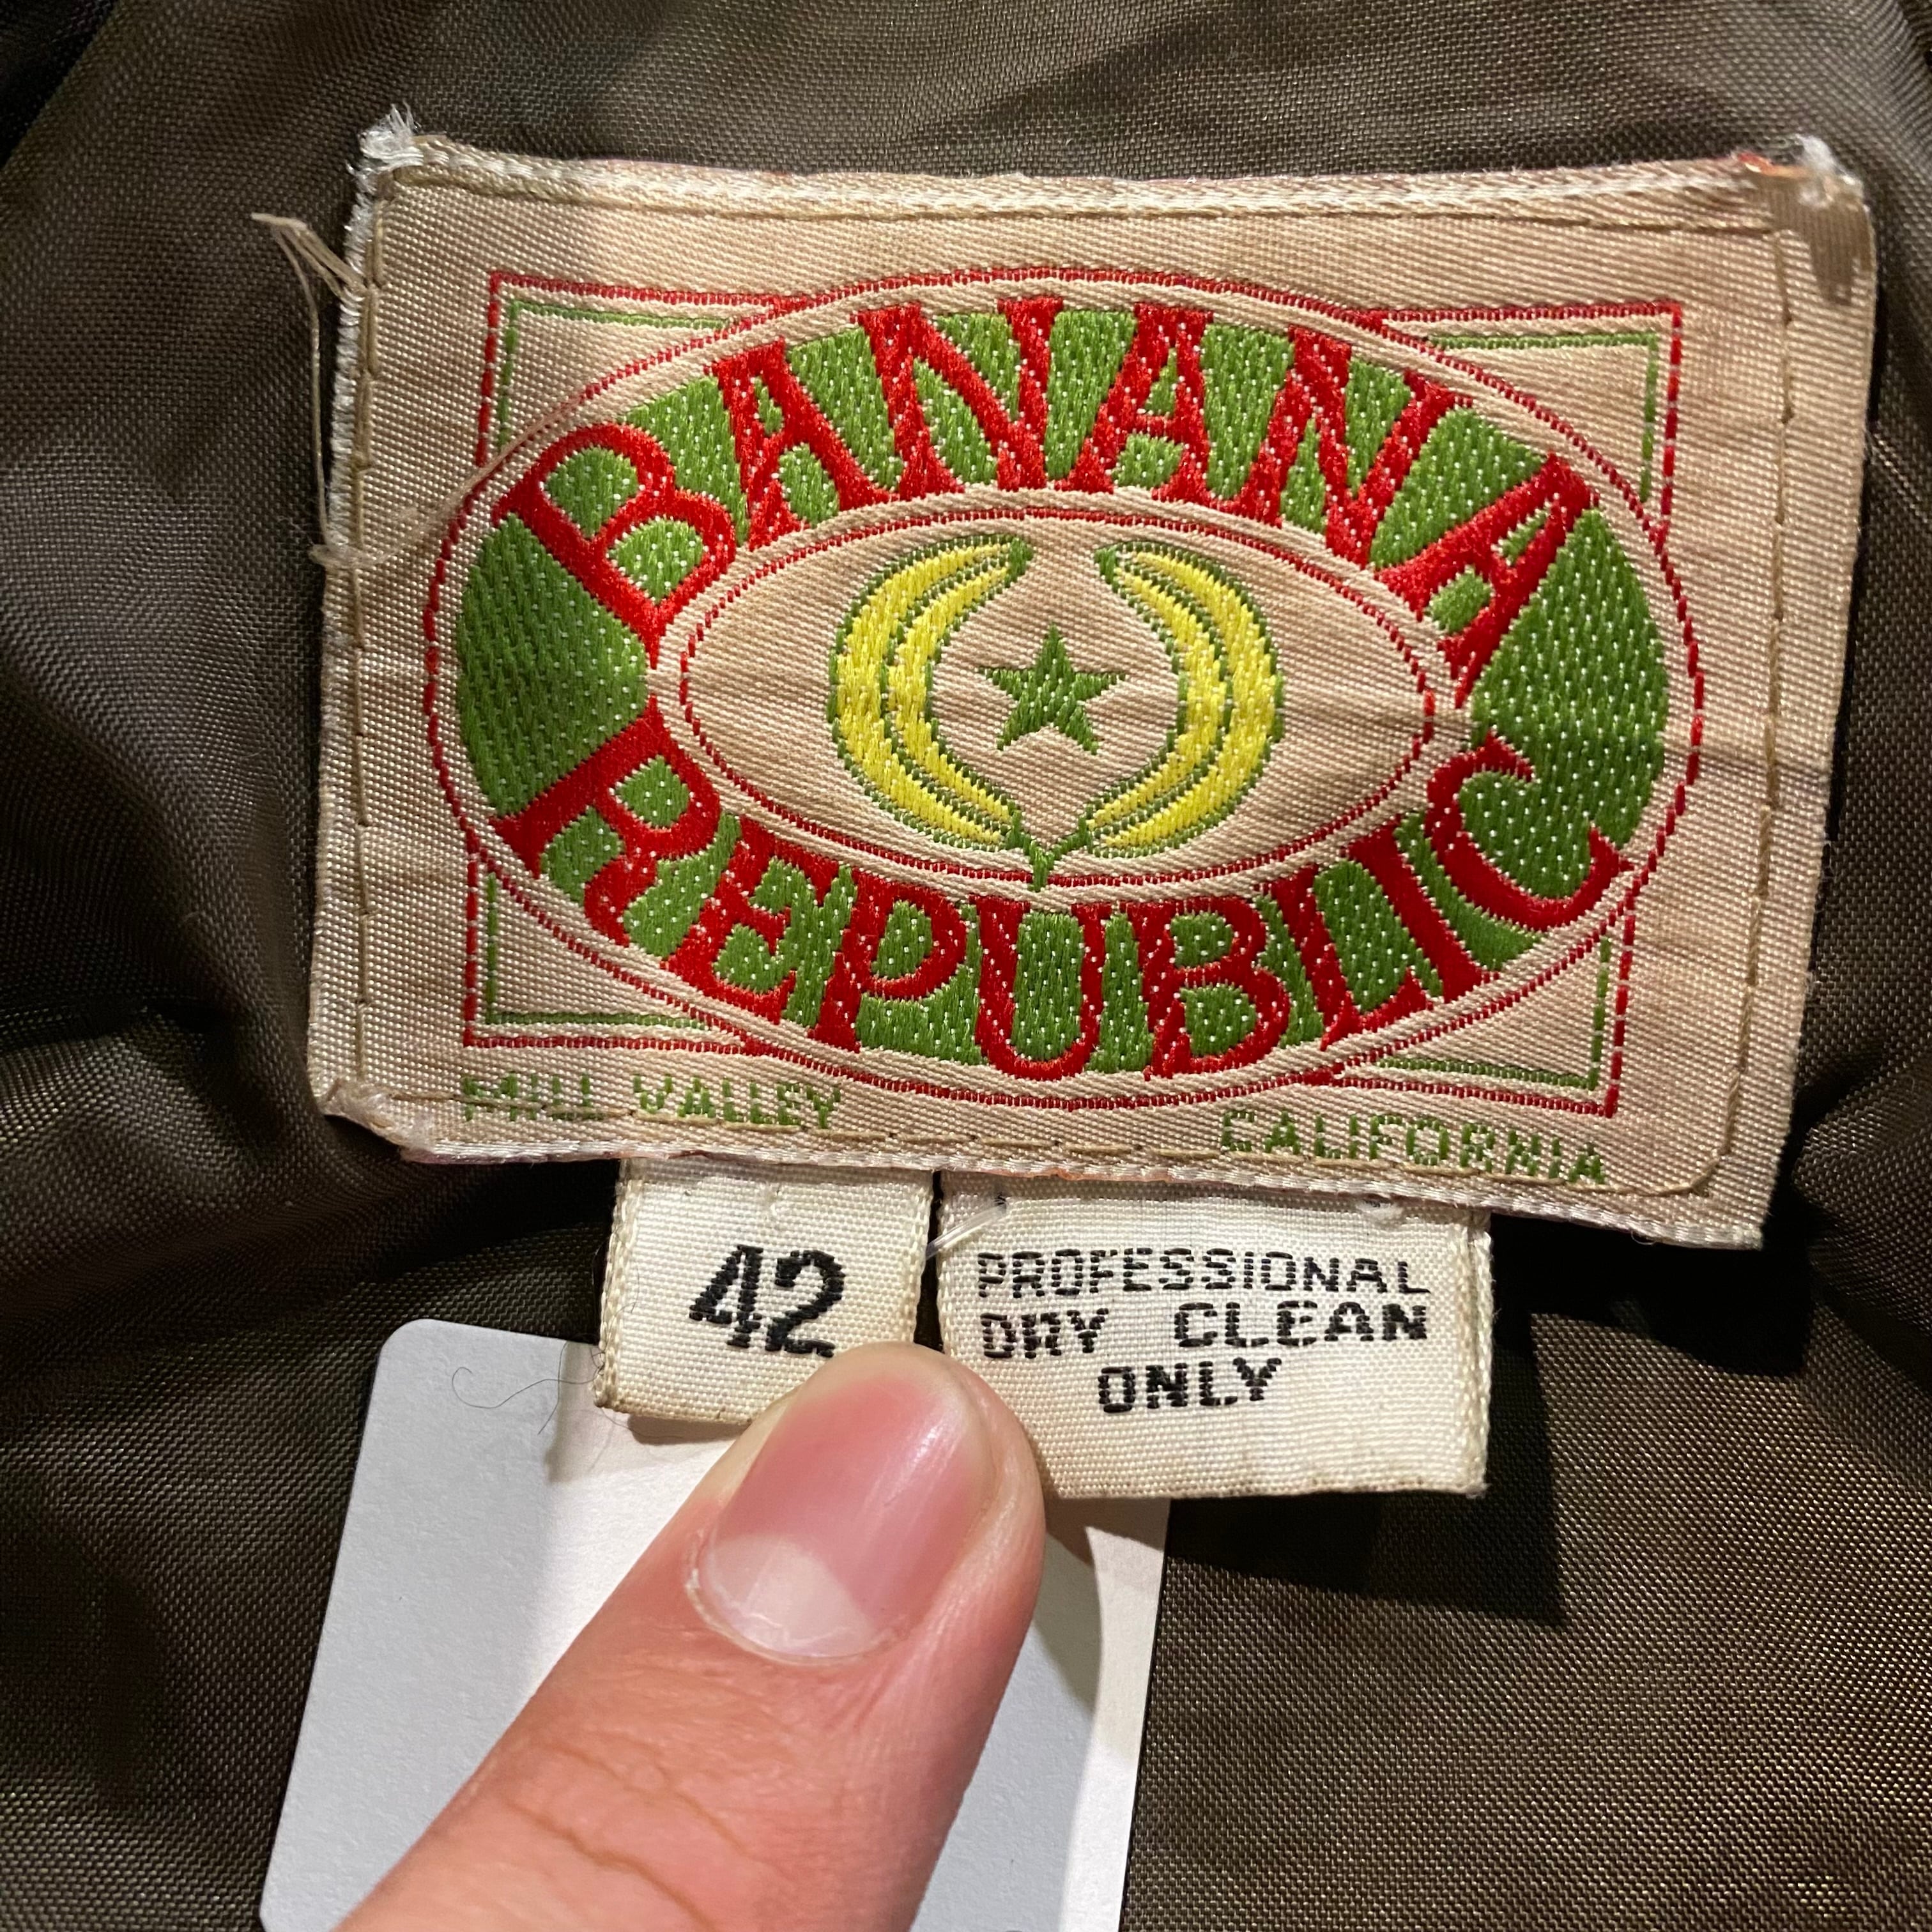 BANANA
REPUBLIC
MILL VALLEY CALIFORNIA
42
PROFESSIONAL
DRY CLEAN
ONLY